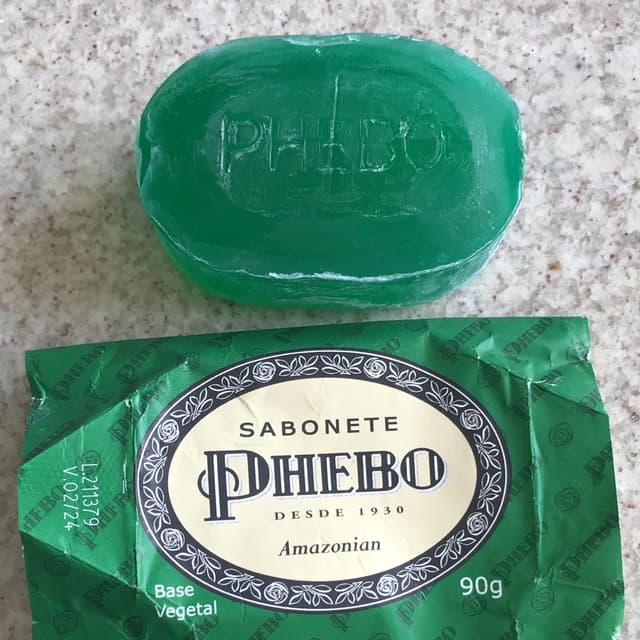 PHEBO
SABONETE
PHEBO
DESDE 1930
Amazonian
Base
Vegetal
90g
L.211379
V.02/24